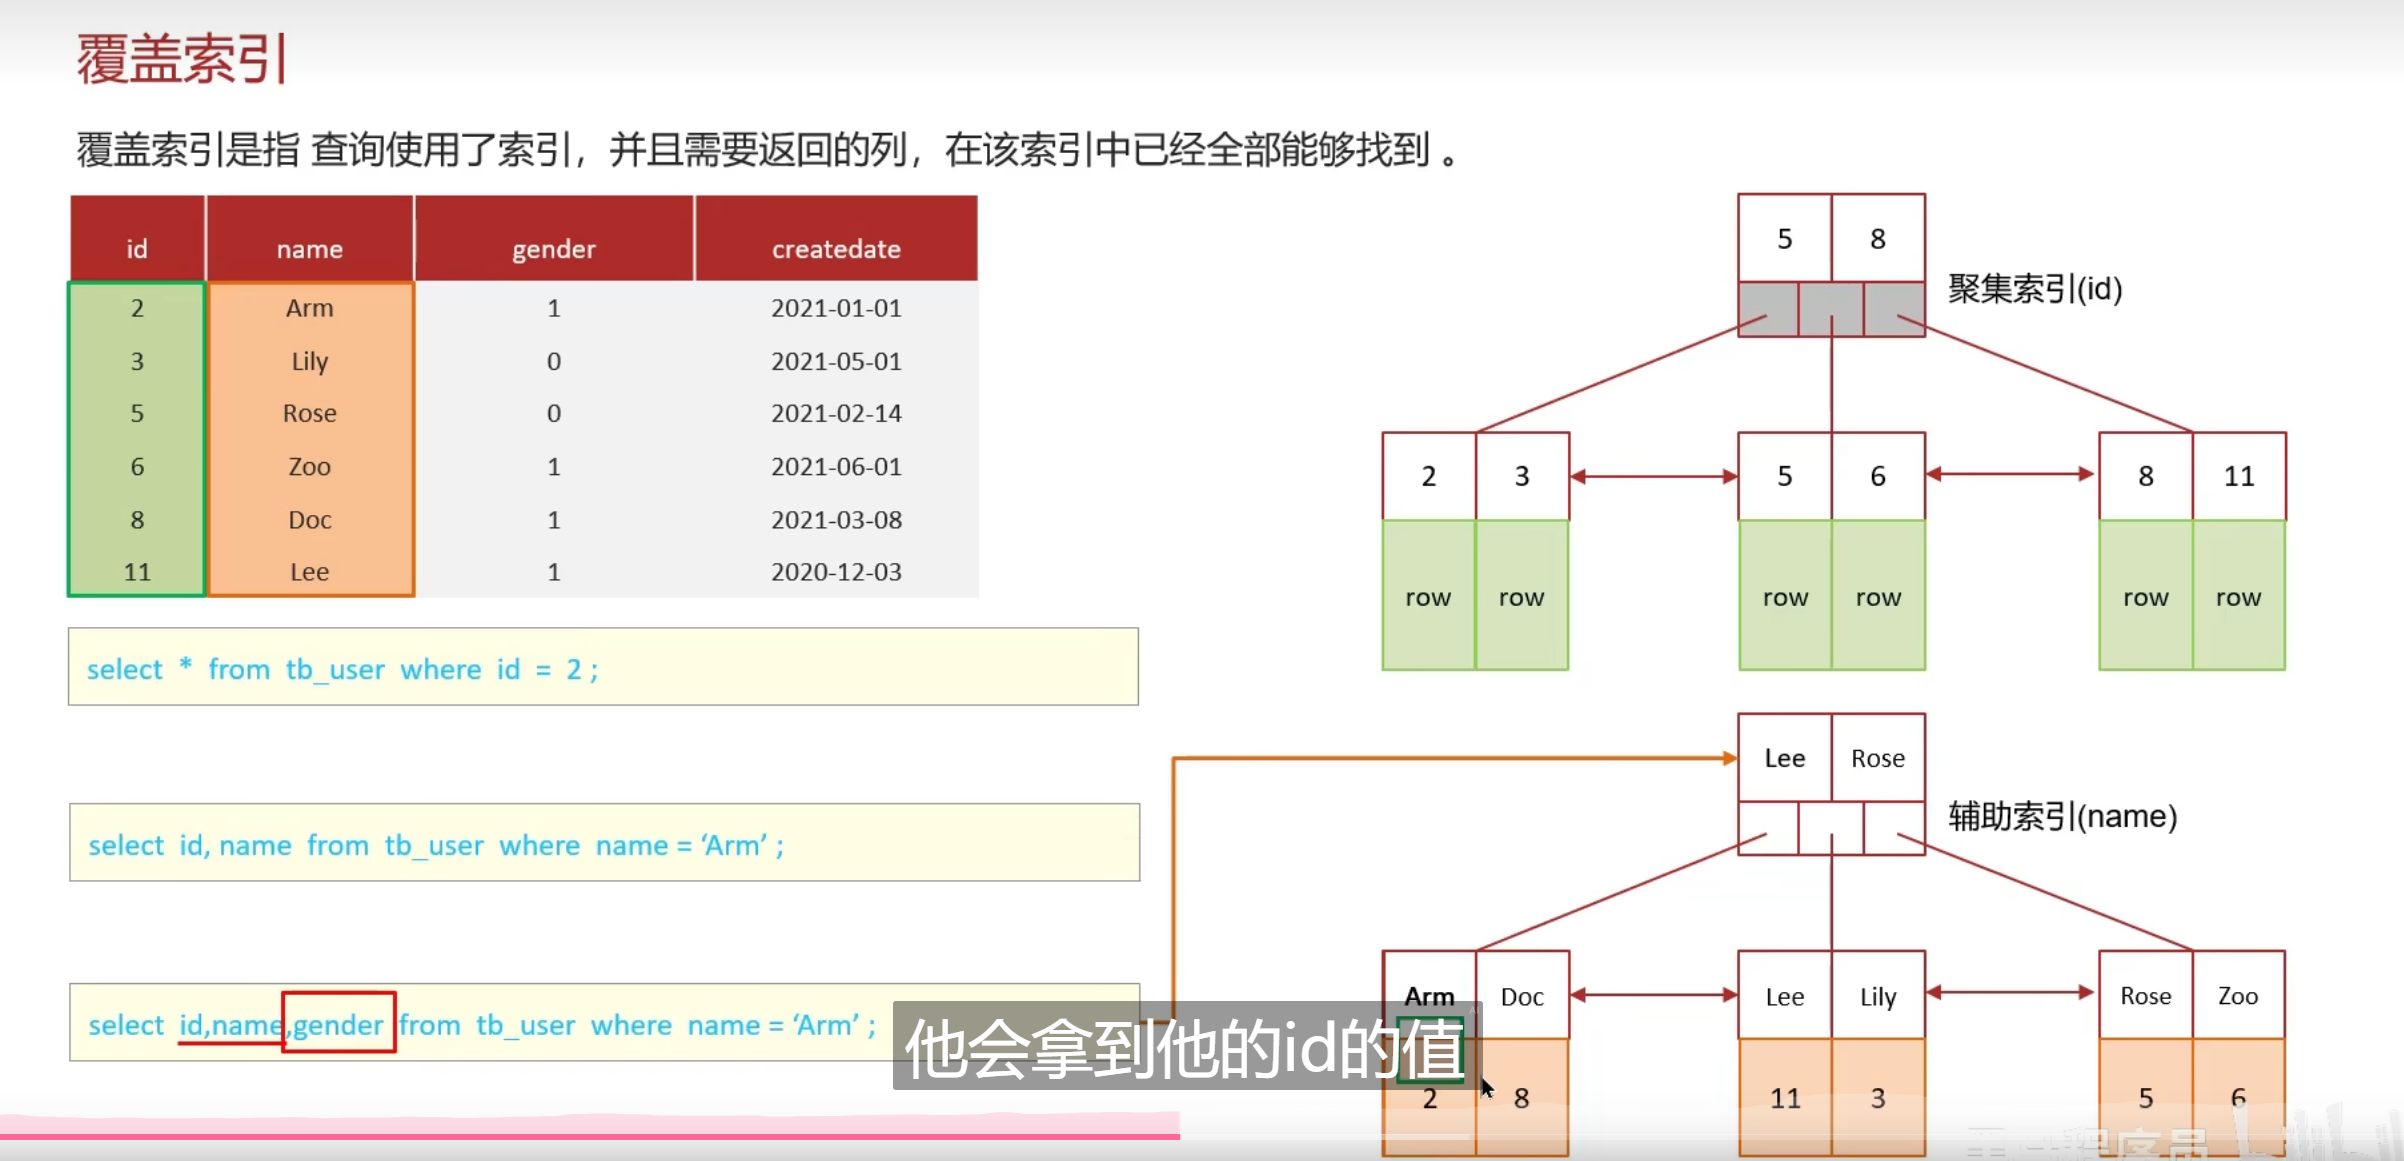 覆盖索引
覆盖索引是指 查询使用了索引，并且需要返回的列，在该索引中已经全部能够找到 。
id name gender createdate
2 Arm 1 2021-01-01
3 Lily 0 2021-05-01
5 Rose 0 2021-02-14
6 Zoo 1 2021-06-01
8 Doc 1 2021-03-08
11 Lee 1 2020-12-03
select * from tb_user where id = 2 ;
select id, name from tb_user where name = ‘Arm’ ;
select id,name,gender from tb_user where name = ‘Arm’ ;
5 8
聚集索引(id)
2 3 5 6 8 11
row row row row row row
Lee Rose
辅助索引(name)
Arm Doc Lee Lily Rose Zoo
他会拿到他的id的值
2 8 11 3 5 6